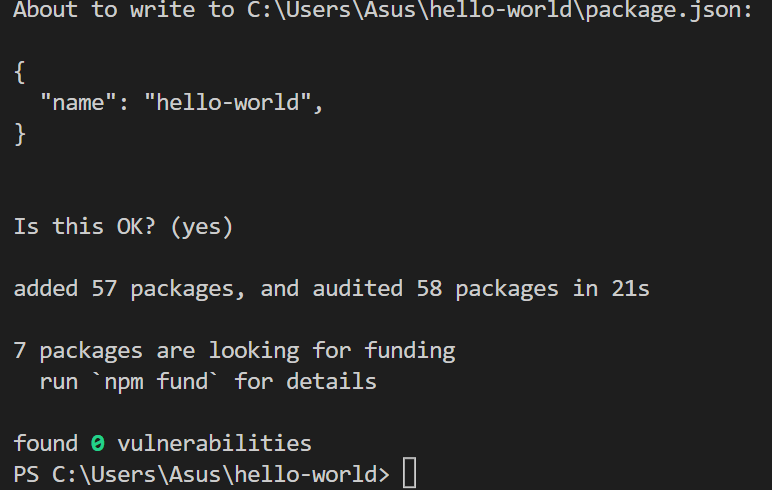 About to write to C:\Users\Asus\hello-world\package.json:
{
  "name": "hello-world",
}
Is this OK? (yes)
added 57 packages, and audited 58 packages in 21s
7 packages are looking for funding
  run `npm fund` for details
found 0 vulnerabilities
PS C:\Users\Asus\hello-world>